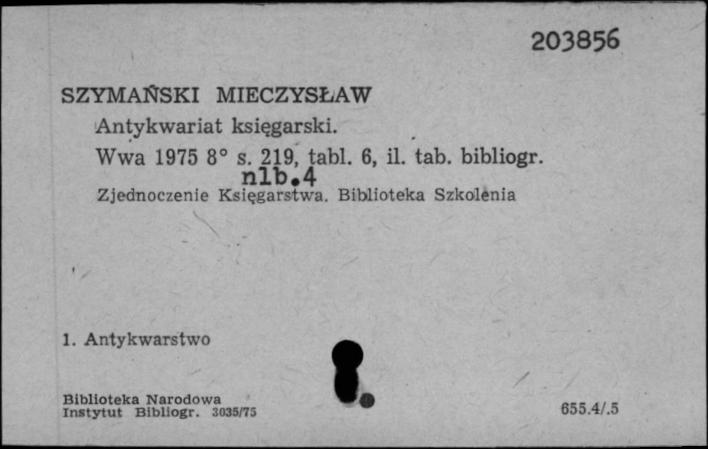 203856
SZYMAŃSKI MIECZYSŁAW
Antykwariat księgarski.
Wwa 1975 8° s. 219, tabl. 6, il. tab. bibliogr.
nlb.4
Zjednoczenie Księgarstwa. Biblioteka Szkolenia
1. Antykwarstwo
Biblioteka Narodowa
Instytut Bibliogr. 3035/75
655.4/.5